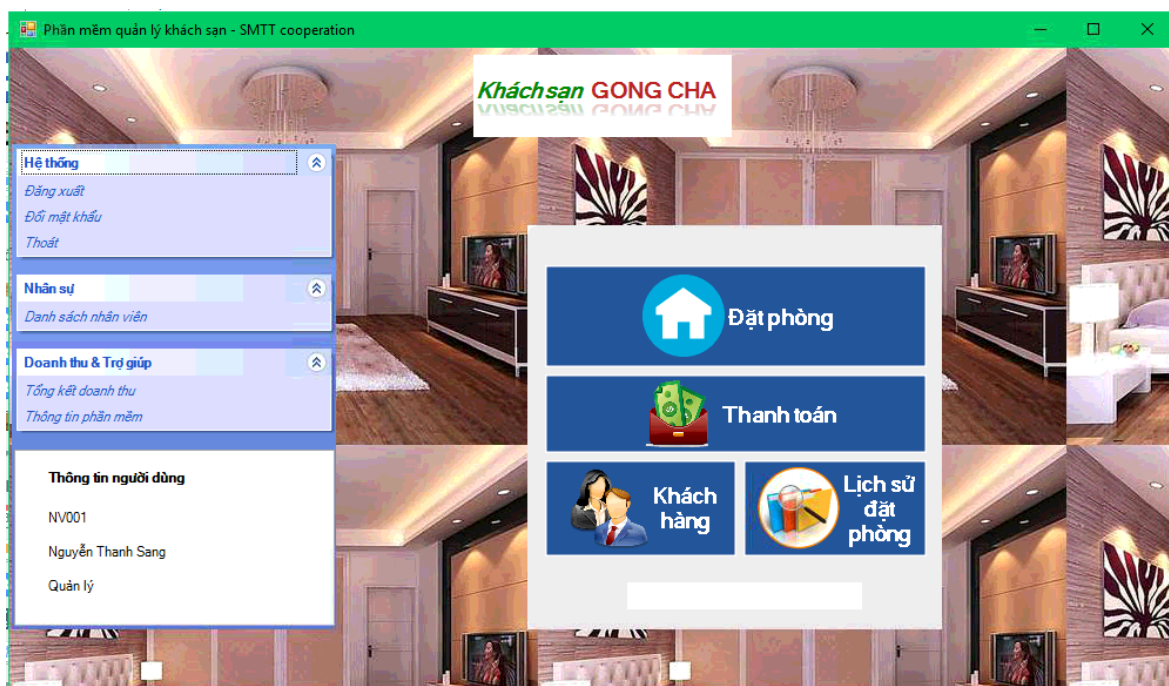 Phần mềm quản lý khách sạn - SMTT cooperation
Khách sạn GONG CHA
Hệ thống
Đăng xuất
Đổi mật khẩu
Thoát
Nhân sự
Danh sách nhân viên
Doanh thu & Trợ giúp
Tổng kết doanh thu
Thông tin phần mềm
Thông tin người dùng
NV001
Nguyễn Thanh Sang
Quản lý
Đặt phòng
Thanh toán
Khách
hàng
Lịch sử
đặt
phòng